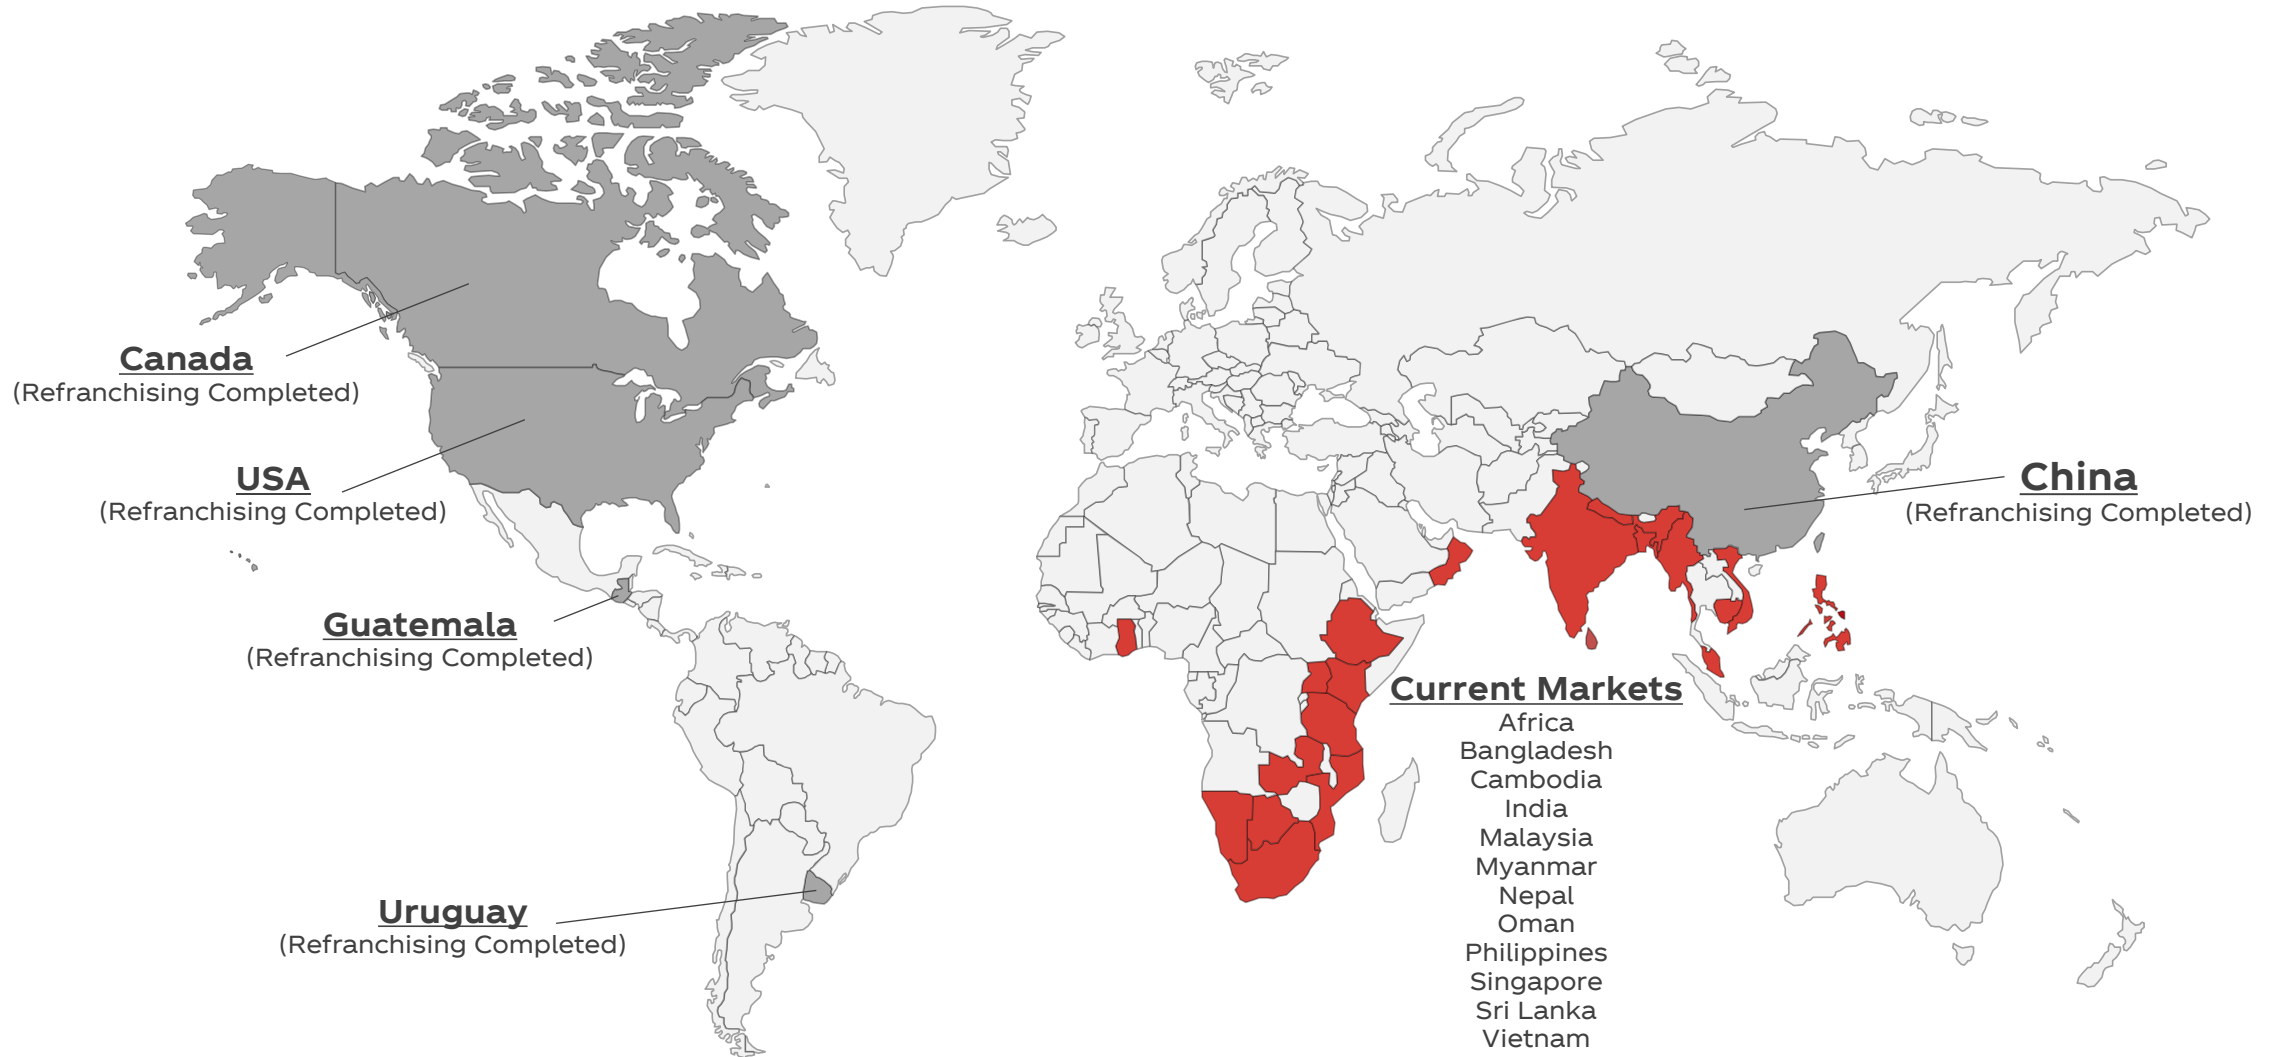 Canada
(Refranchising Completed)
USA
(Refranchising Completed)
Guatemala
(Refranchising Completed)
Uruguay
(Refranchising Completed)
China
(Refranchising Completed)
Current Markets
Africa
Bangladesh
Cambodia
India
Malaysia
Myanmar
Nepal
Oman
Philippines
Singapore
Sri Lanka
Vietnam